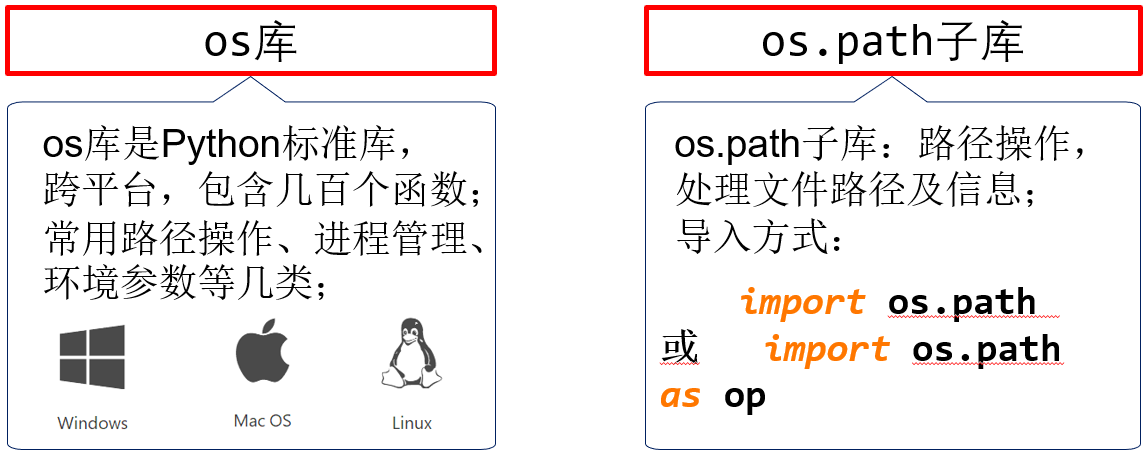 os库
os库是Python标准库，
跨平台，包含几百个函数；
常用路径操作、进程管理、
环境参数等几类；
Windows
Mac OS
Linux
os.path子库
os.path子库：路径操作，
处理文件路径及信息；
导入方式：
import os.path
或 import os.path
as op